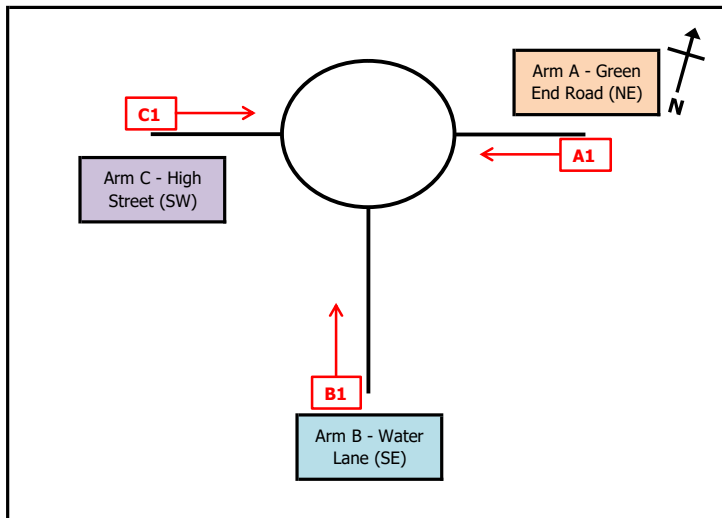 Arm A - Green
End Road (NE)
N
C1
A1
Arm C - High
Street (SW)
B1
Arm B - Water
Lane (SE)